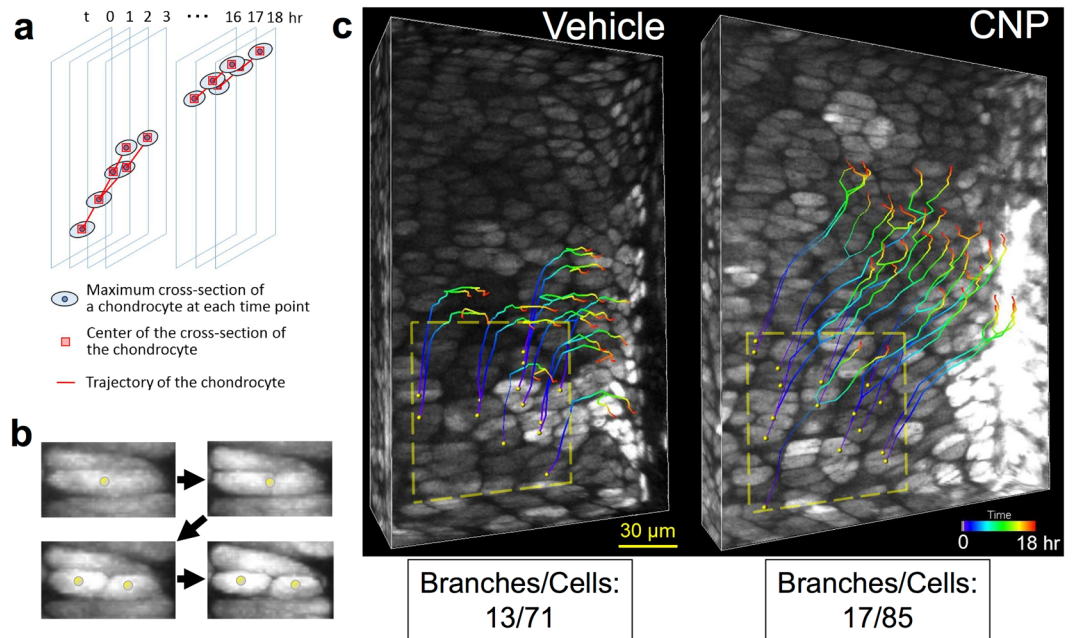 a
t 0 1 2 3 ••• 16 17 18 hr
Maximum cross-section of
a chondrocyte at each time point
Center of the cross-section of
the chondrocyte
Trajectory of the chondrocyte
b
c
Vehicle
CNP
30 µm
Time
0 18 hr
Branches/Cells:
13/71
Branches/Cells:
17/85